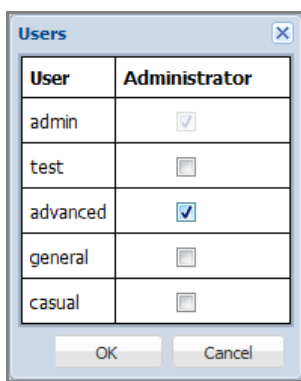 Users
User Administrator
admin
test
advanced
general
casual
OK Cancel